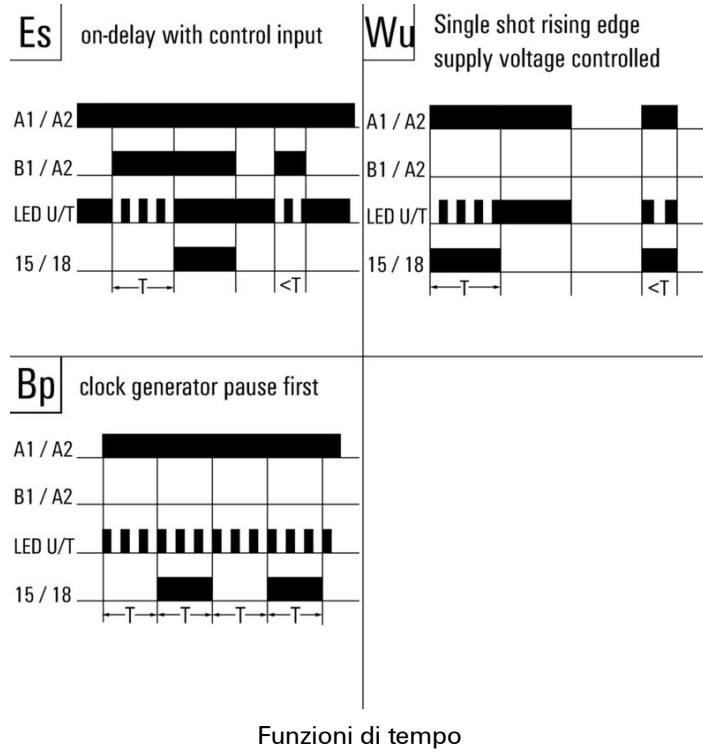 Es on-delay with control input
A1 / A2
B1 / A2
LED U/T
15 / 18
T
<T
Wu Single shot rising edge
supply voltage controlled
A1 / A2
B1 / A2
LED U/T
15 / 18
T
<T
Bp clock generator pause first
A1 / A2
B1 / A2
LED U/T
15 / 18
T T T T
Funzioni di tempo